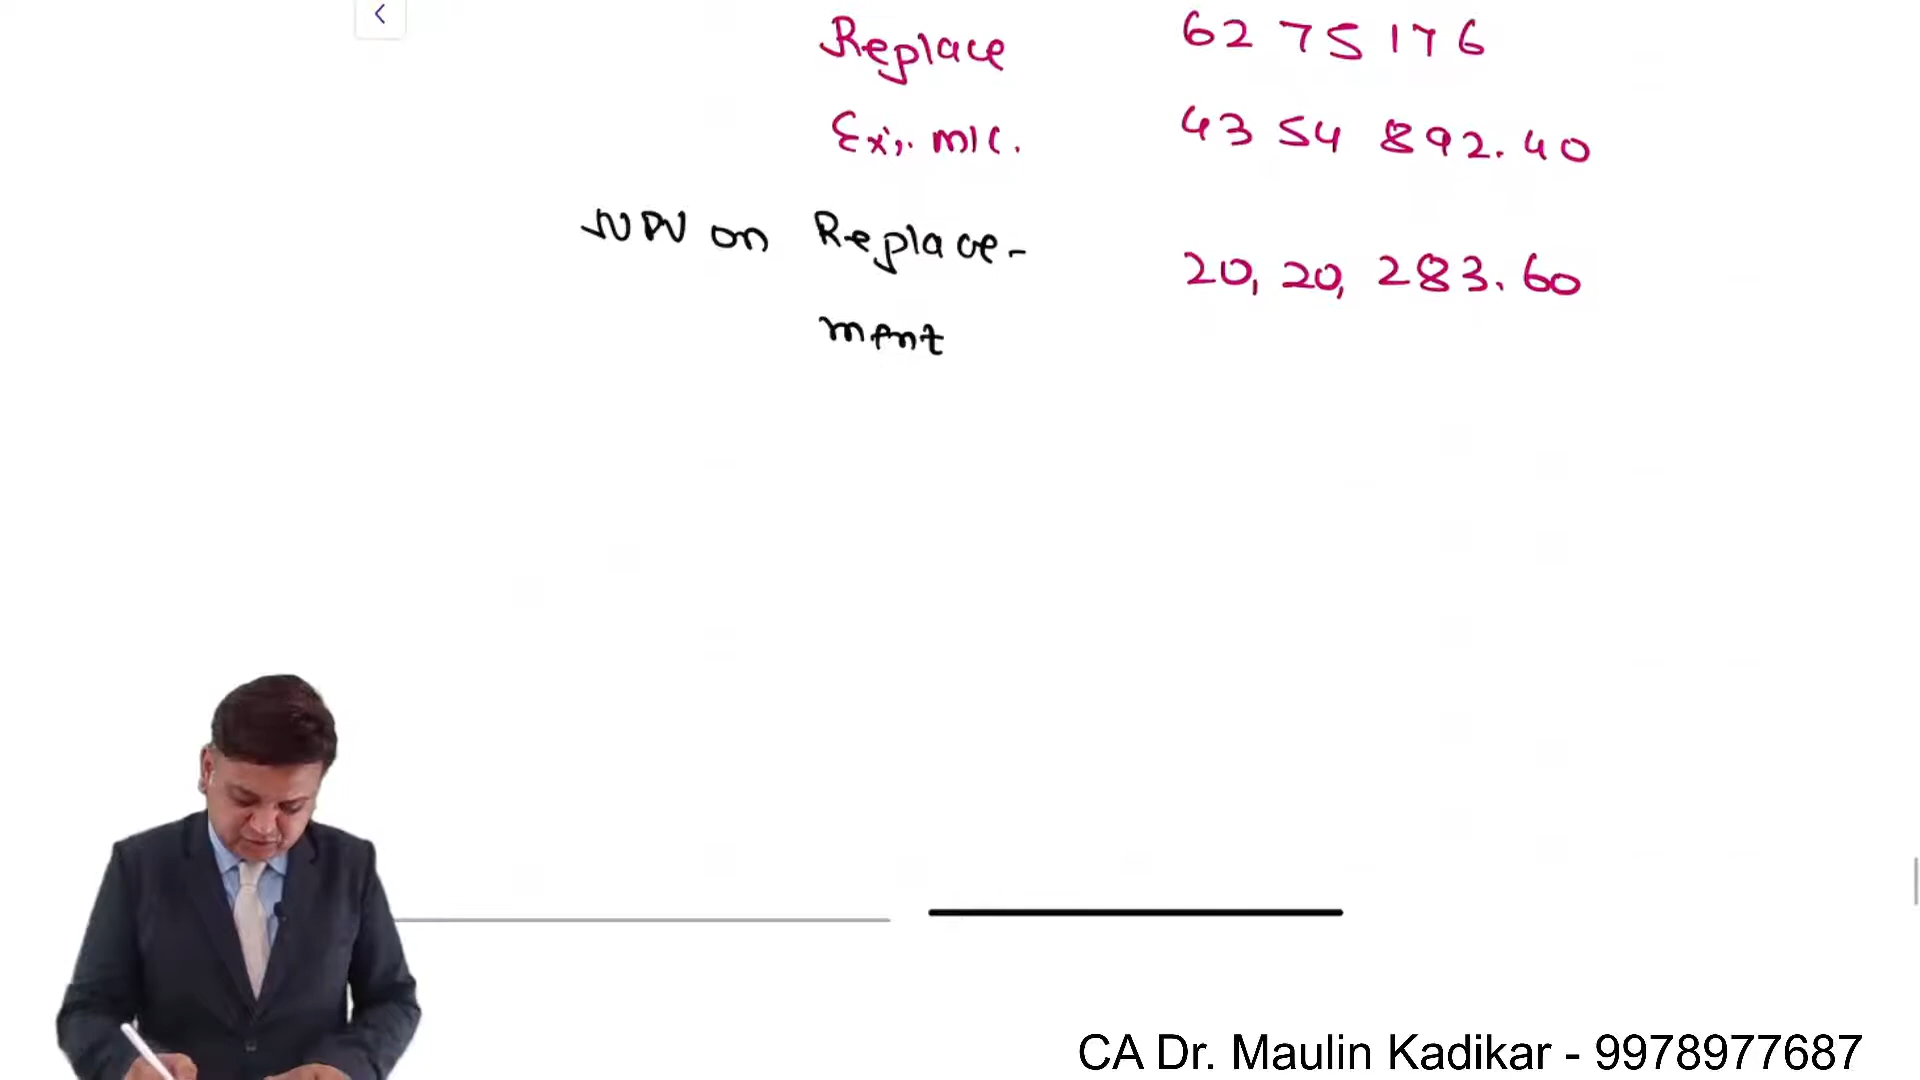 Replace 62 75 176
Exi. m/c. 43 54 892.40
NPV on Replace- 20, 20, 283.60
ment
CA Dr. Maulin Kadikar - 9978977687